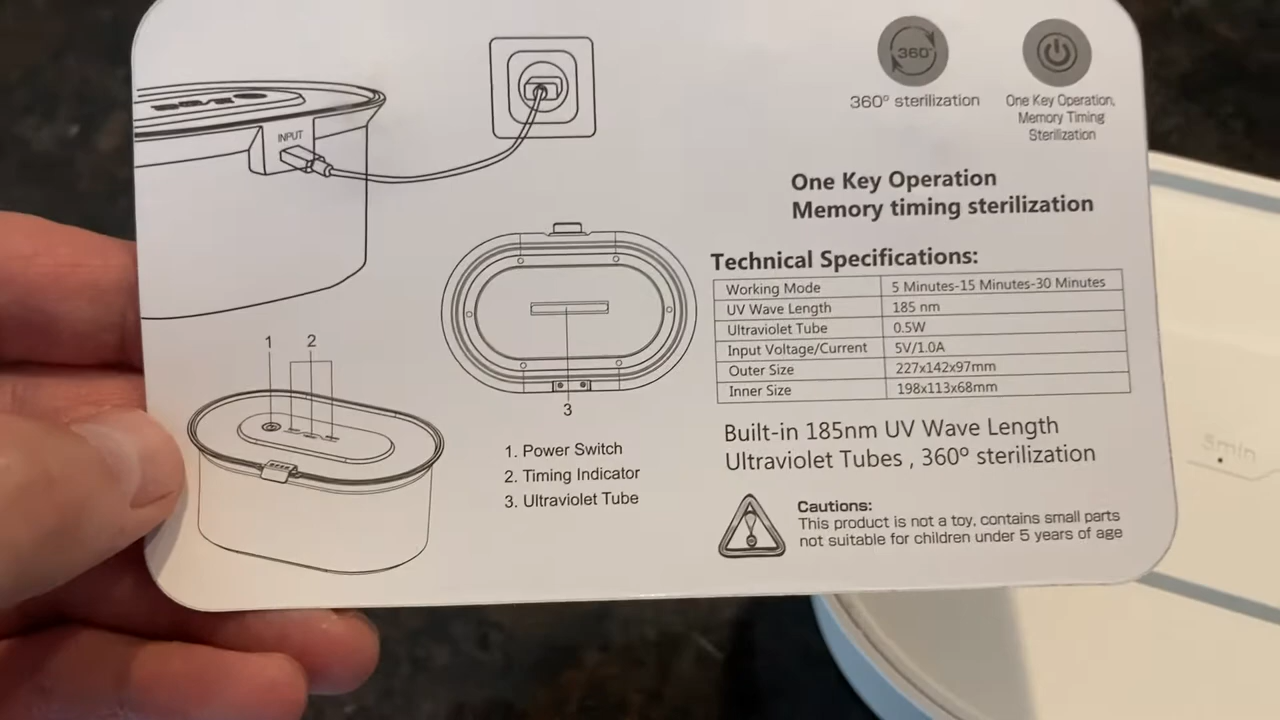 INPUT
360°
360º sterilization
One Key Operation,
Memory Timing
Sterilization
One Key Operation
Memory timing sterilization
Technical Specifications:
Working Mode 5 Minutes-15 Minutes-30 Minutes
UV Wave Length 185 nm
Ultraviolet Tube 0.5W
Input Voltage/Current 5V/1.0A
Outer Size 227x142x97mm
Inner Size 198x113x68mm
1
2
3
1. Power Switch
2. Timing Indicator
3. Ultraviolet Tube
Built-in 185nm UV Wave Length
Ultraviolet Tubes , 360º sterilization
Cautions:
This product is not a toy, contains small parts
not suitable for children under 5 years of age
5min